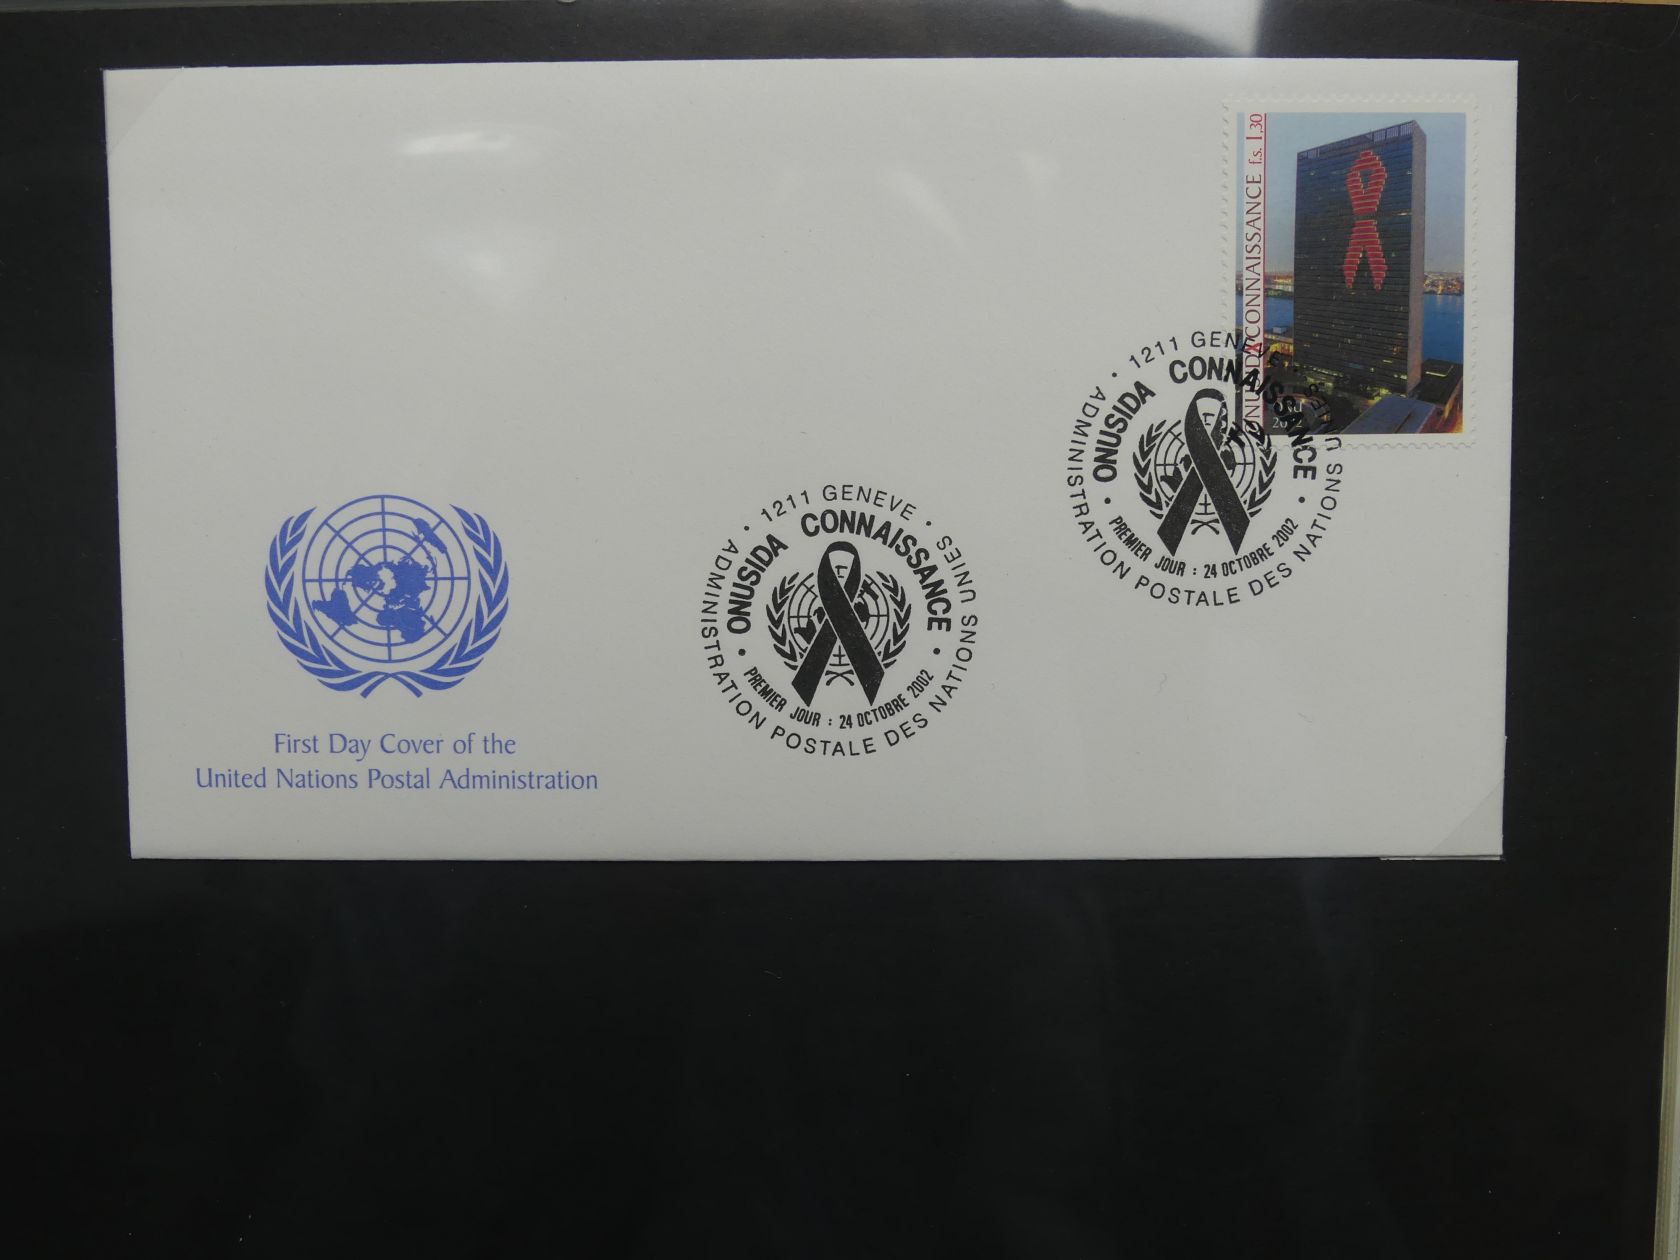 ONUSIDA CONNAISSANCE f.s. 1,30
ONU
2002
1211 GENEVE
ADMINISTRATION POSTALE DES NATIONS UNIES
ONUSIDA CONNAISSANCE
PREMIER JOUR : 24 OCTOBRE 2002
1211 GENEVE
ADMINISTRATION POSTALE DES NATIONS UNIES
ONUSIDA CONNAISSANCE
PREMIER JOUR : 24 OCTOBRE 2002
First Day Cover of the
United Nations Postal Administration